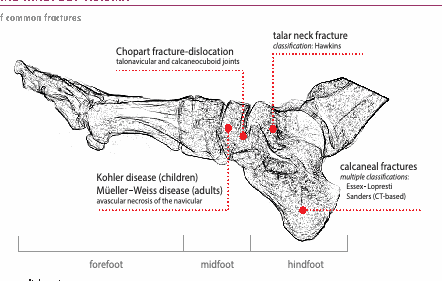 of common fractures
talar neck fracture
classification: Hawkins
Chopart fracture-dislocation
talonavicular and calcaneocuboid joints
calcaneal fractures
multiple classifications:
Essex-Lopresti
Sanders (CT-based)
Kohler disease (children)
Müeller-Weiss disease (adults)
avascular necrosis of the navicular
forefoot
midfoot
hindfoot